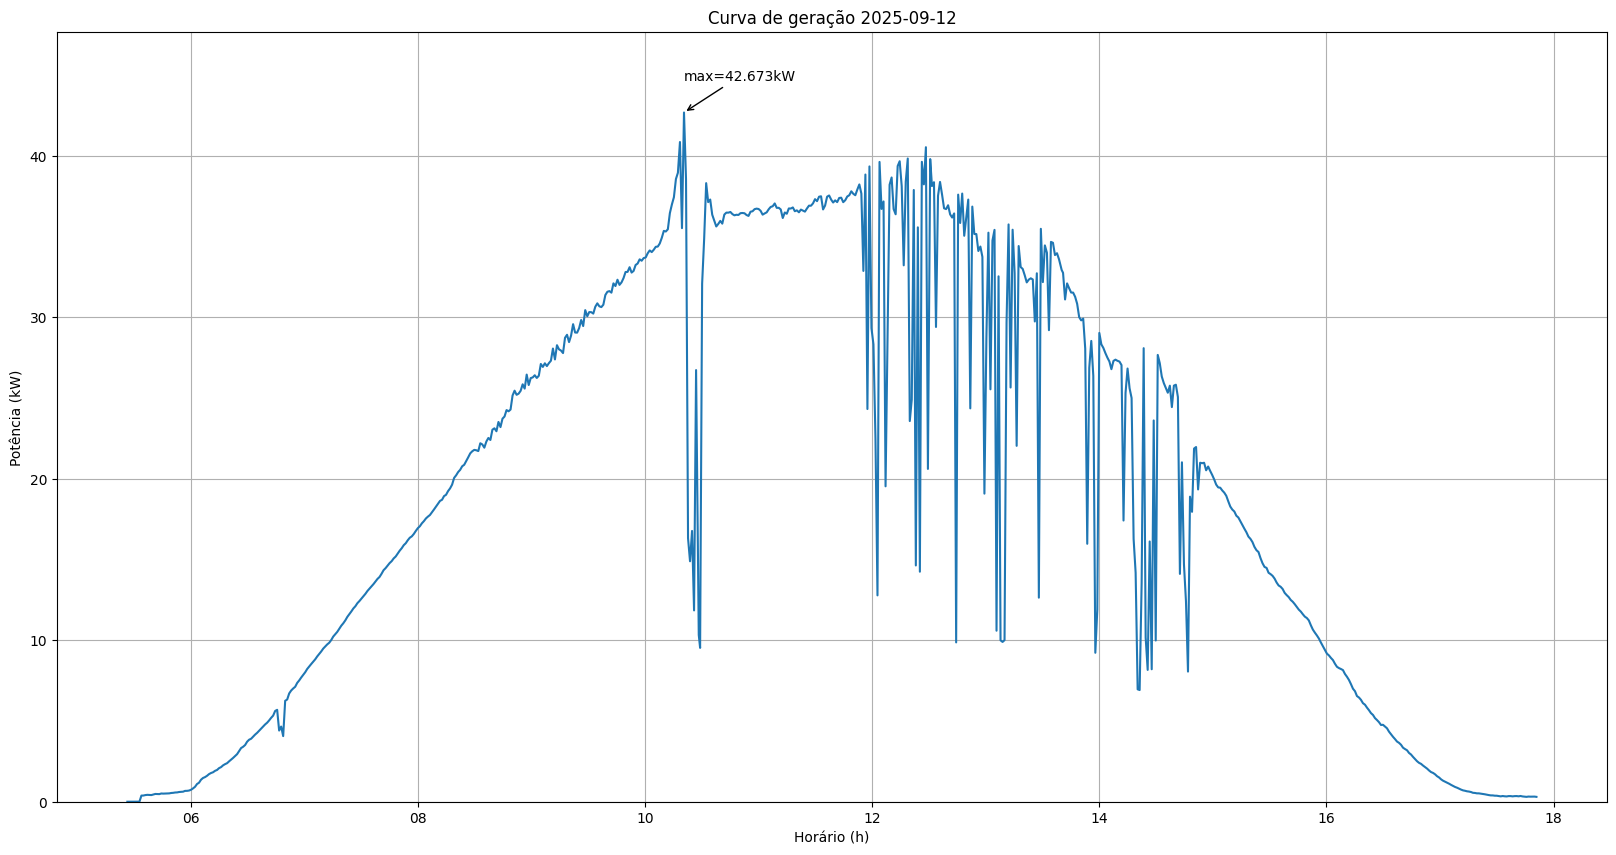 Curva de geração 2025-09-12
max=42.673kW
40
30
20
10
0
Potência (kW)
06 08 10 12 14 16 18
Horário (h)